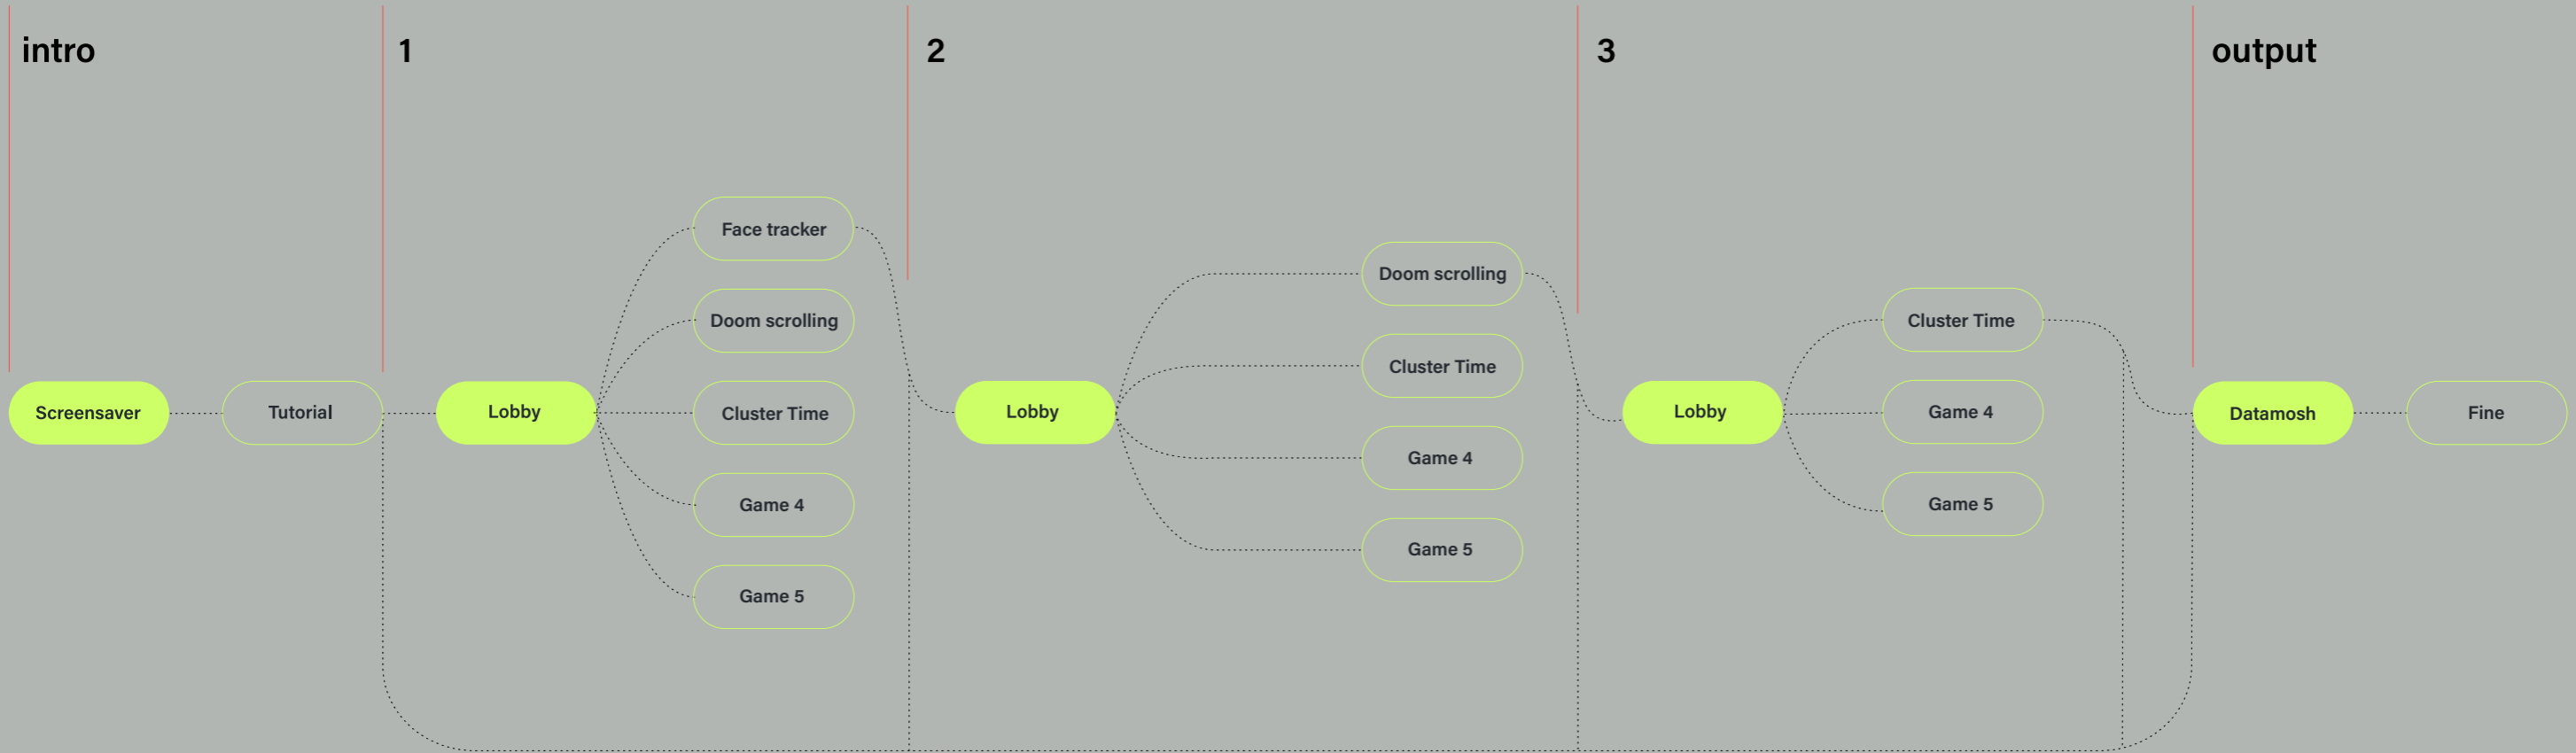 intro
1
2
3
output
Screensaver
Tutorial
Lobby
Face tracker
Doom scrolling
Cluster Time
Game 4
Game 5
Lobby
Doom scrolling
Cluster Time
Game 4
Game 5
Lobby
Cluster Time
Game 4
Game 5
Datamosh
Fine